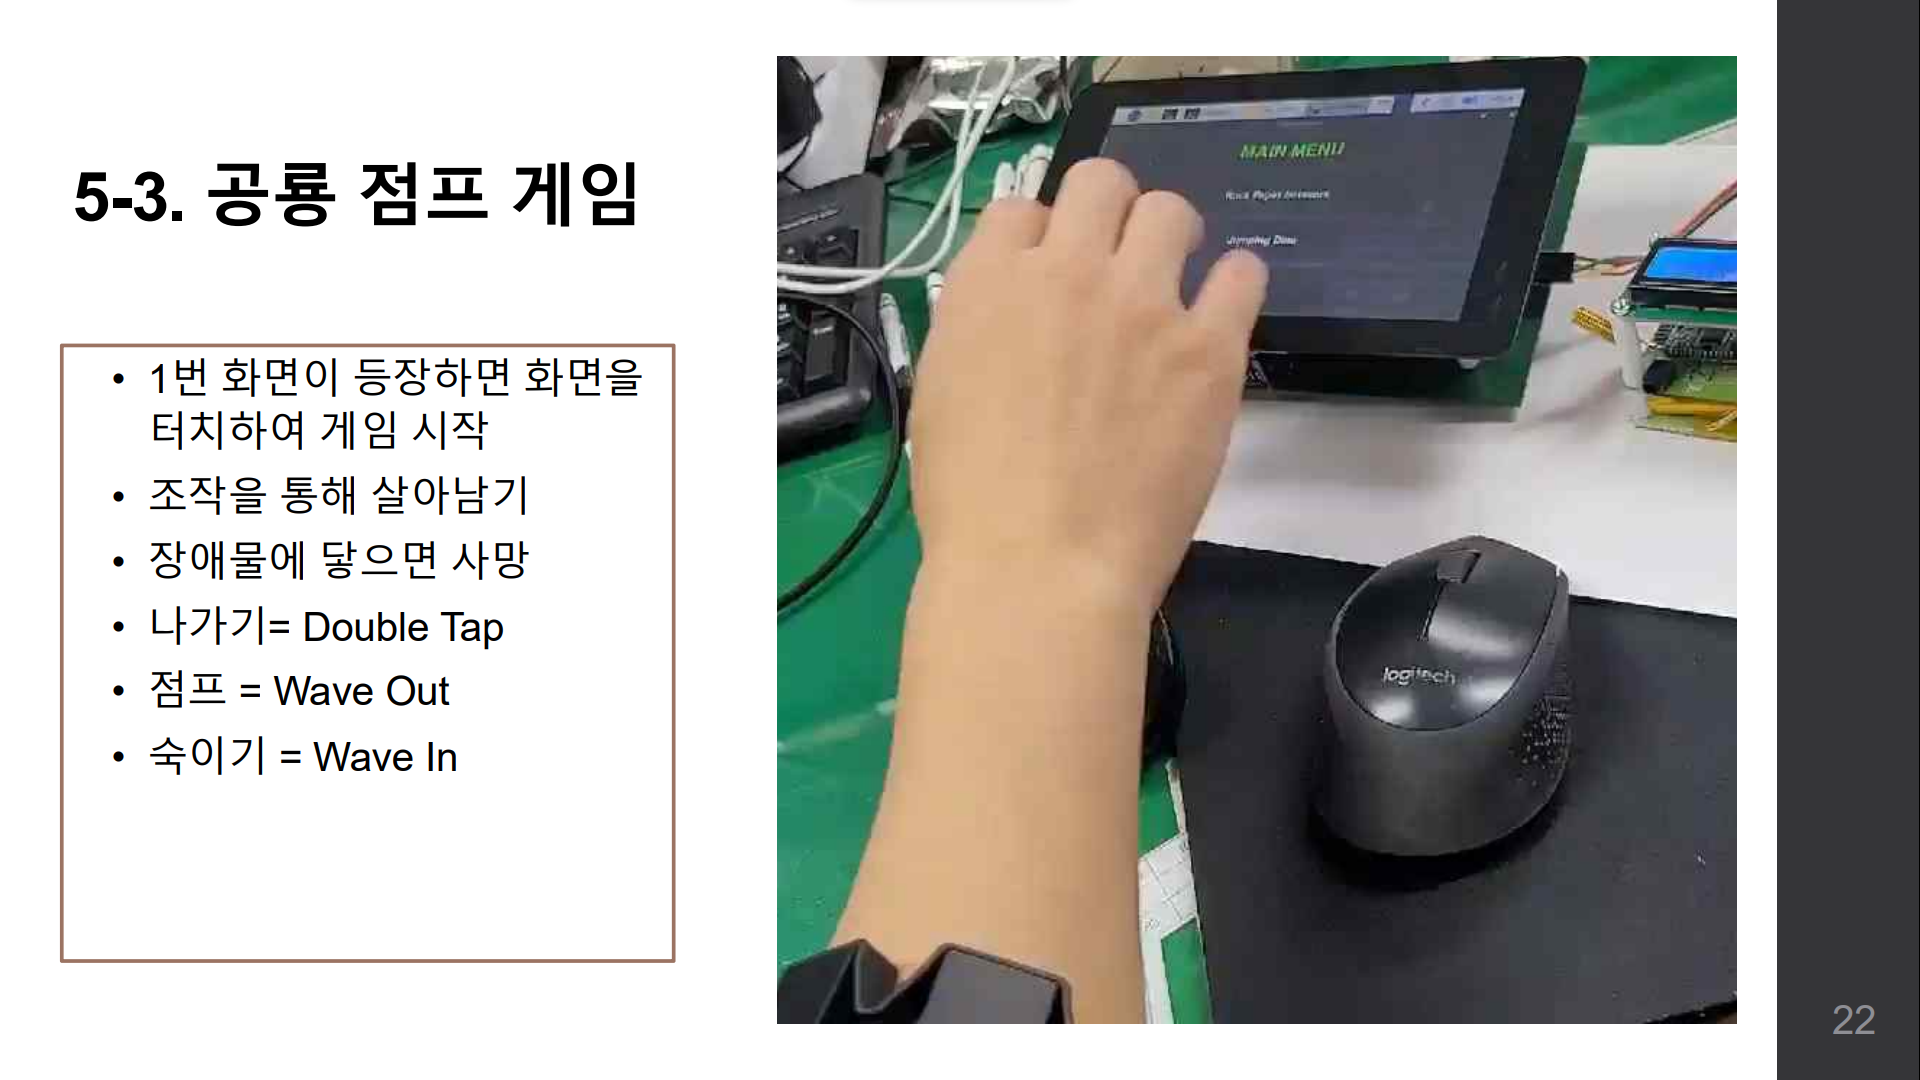 5-3. 공룡 점프 게임
• 1번 화면이 등장하면 화면을
터치하여 게임 시작
• 조작을 통해 살아남기
• 장애물에 닿으면 사망
• 나가기= Double Tap
• 점프 = Wave Out
• 숙이기 = Wave In
MAIN MENU
Rock Paper Scissors
Jumping Dino
logitech
22